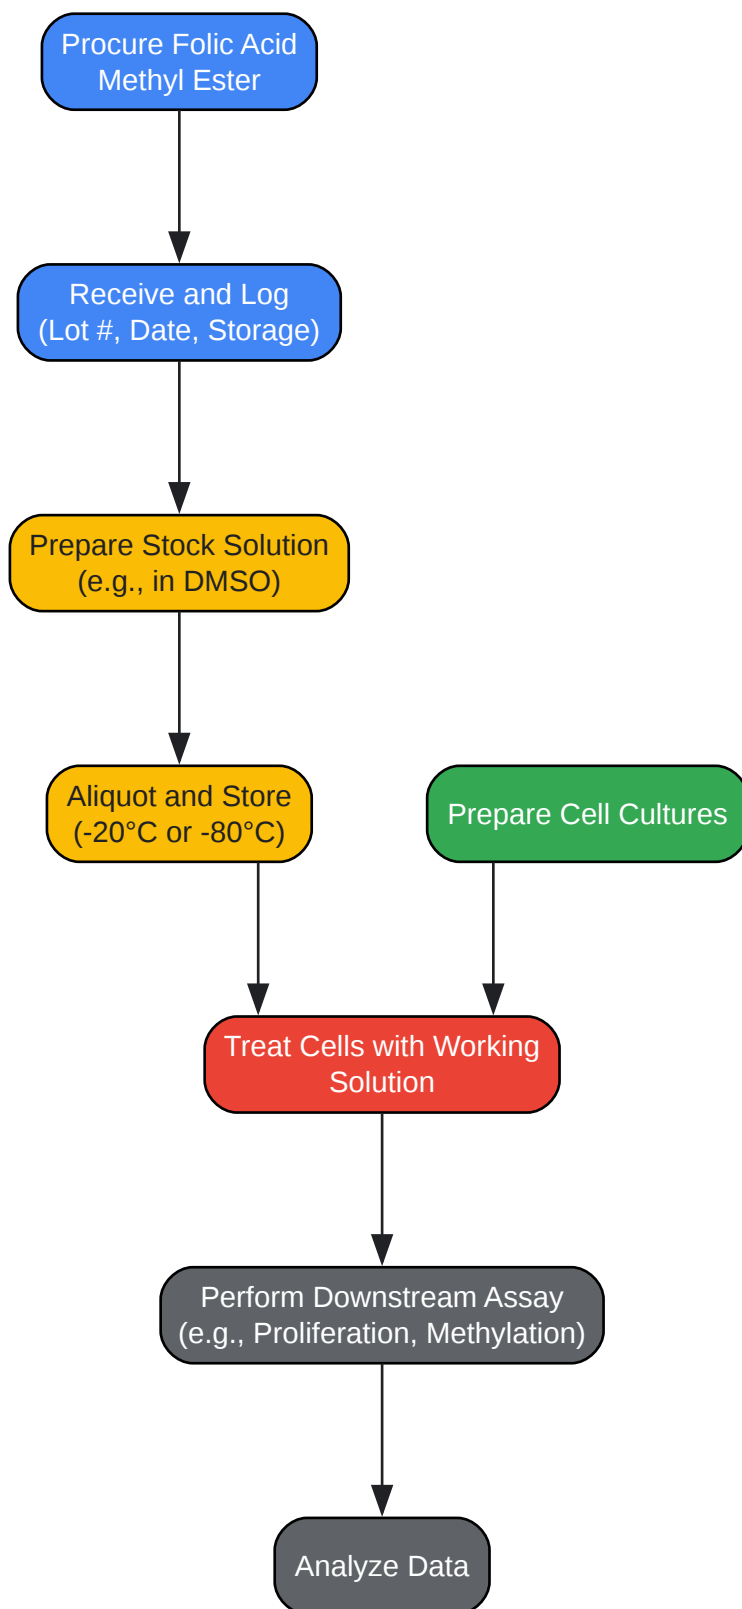 Procure Folic Acid
Methyl Ester
Receive and Log
(Lot #, Date, Storage)
Prepare Stock Solution
(e.g., in DMSO)
Aliquot and Store
(-20°C or -80°C)
Prepare Cell Cultures
Treat Cells with Working
Solution
Perform Downstream Assay
(e.g., Proliferation, Methylation)
Analyze Data